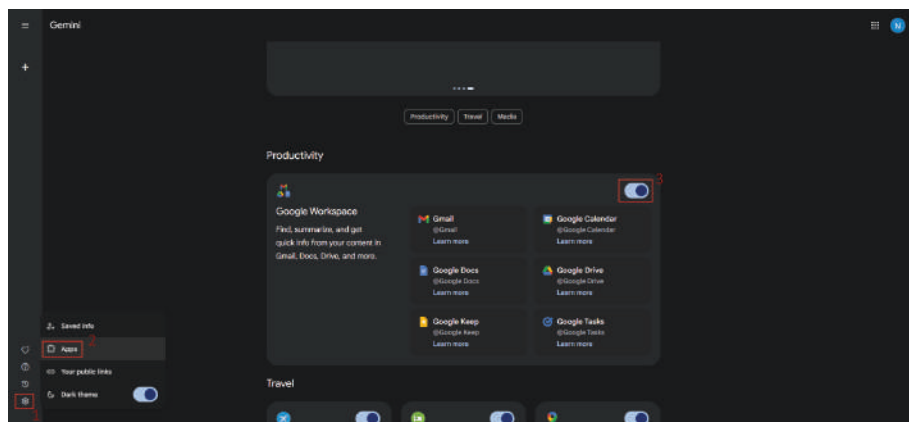 Gemini
N
Productivity
Travel
Media
Productivity
3
Google Workspace
Find, summarize, and get
quick info from your content in
Gmail, Docs, Drive, and more.
Gmail
@Gmail
Learn more
Google Calendar
@Google Calendar
Learn more
Google Docs
@Google Docs
Learn more
Google Drive
@Google Drive
Learn more
Google Keep
@Google Keep
Learn more
Google Tasks
@Google Tasks
Learn more
Saved info
Apps
2
Your public links
Dark theme
1
Travel